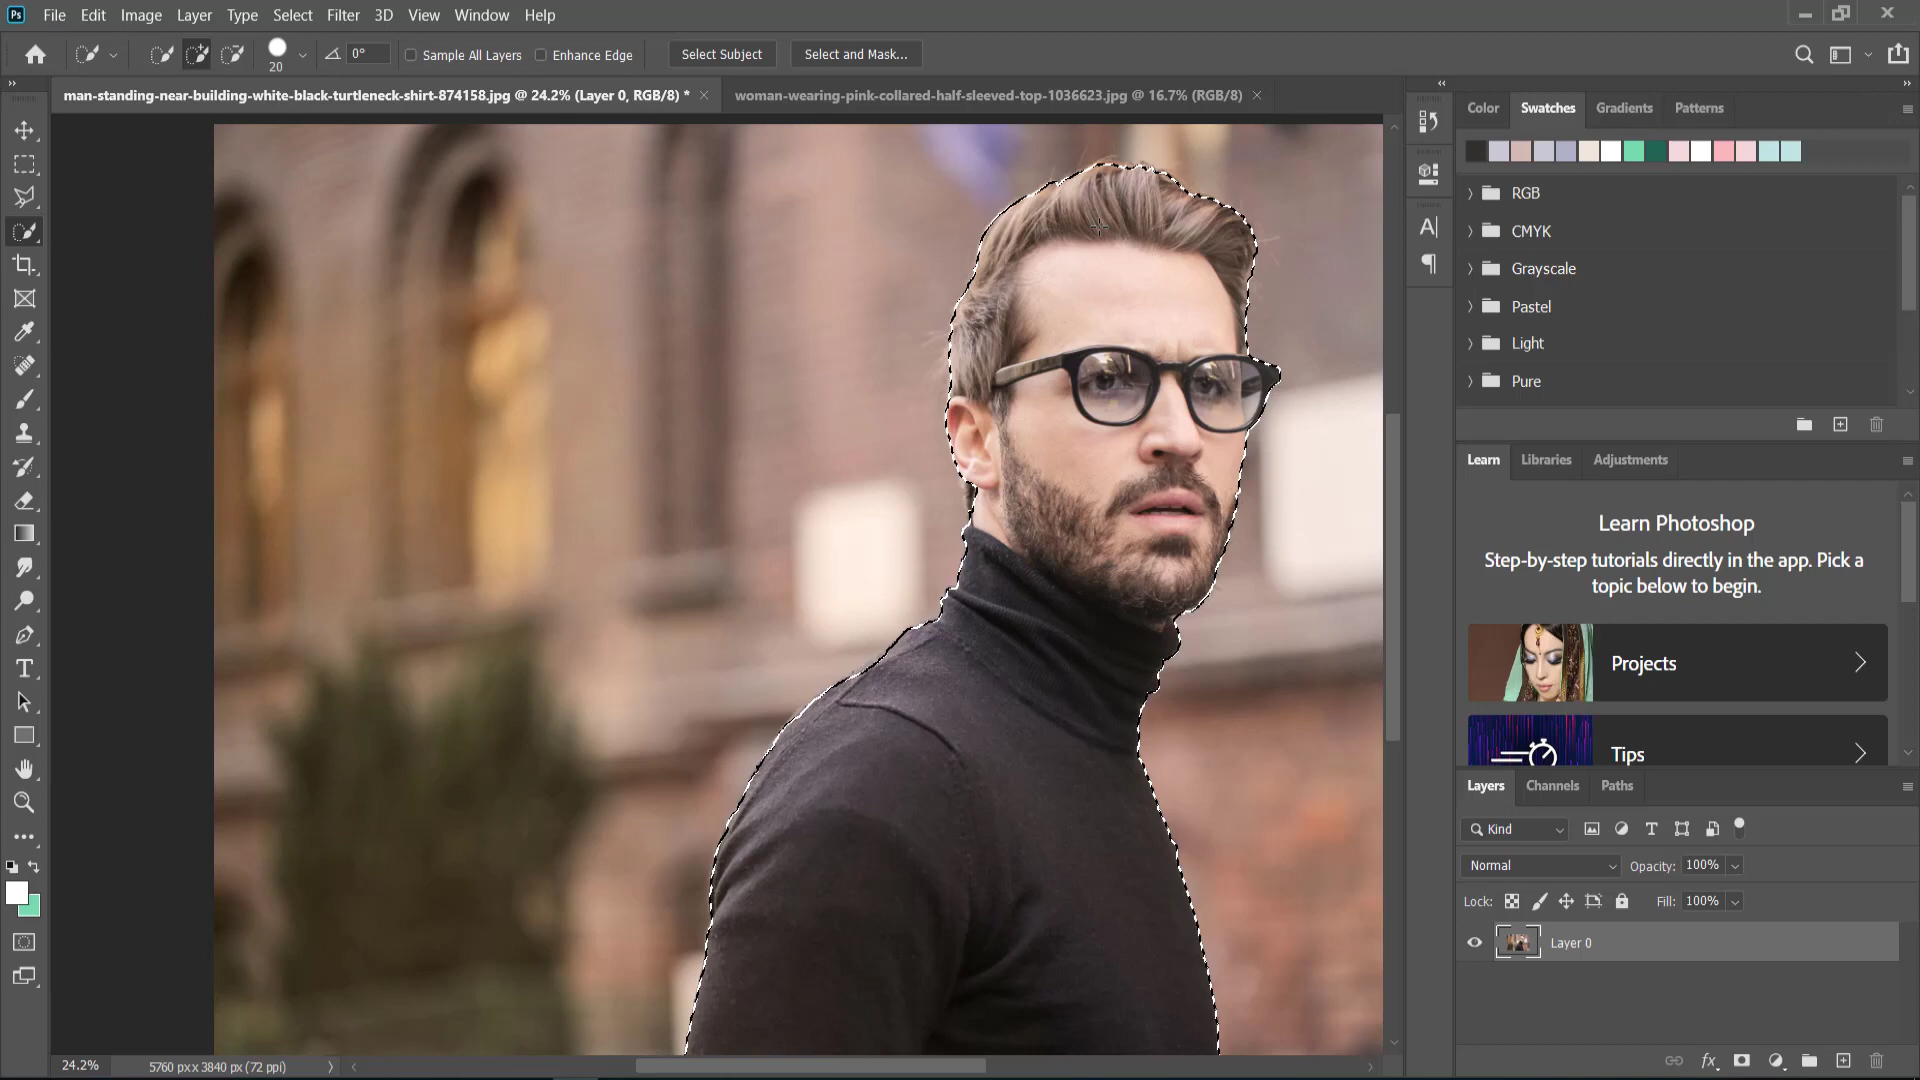 Ps File Edit Image Layer Type Select Filter 3D View Window Help
20 0° Sample All Layers Enhance Edge Select Subject Select and Mask...
man-standing-near-building-white-black-turtleneck-shirt-874158.jpg @ 24.2% (Layer 0, RGB/8) * woman-wearing-pink-collared-half-sleeved-top-1036623.jpg @ 16.7% (RGB/8)
Color Swatches Gradients Patterns
RGB
CMYK
Grayscale
Pastel
Light
Pure
Learn Libraries Adjustments
Learn Photoshop
Step-by-step tutorials directly in the app. Pick a
topic below to begin.
Projects
Tips
Layers Channels Paths
Kind
Normal Opacity: 100%
Lock: Fill: 100%
Layer 0
24.2% 5760 px x 3840 px (72 ppi)